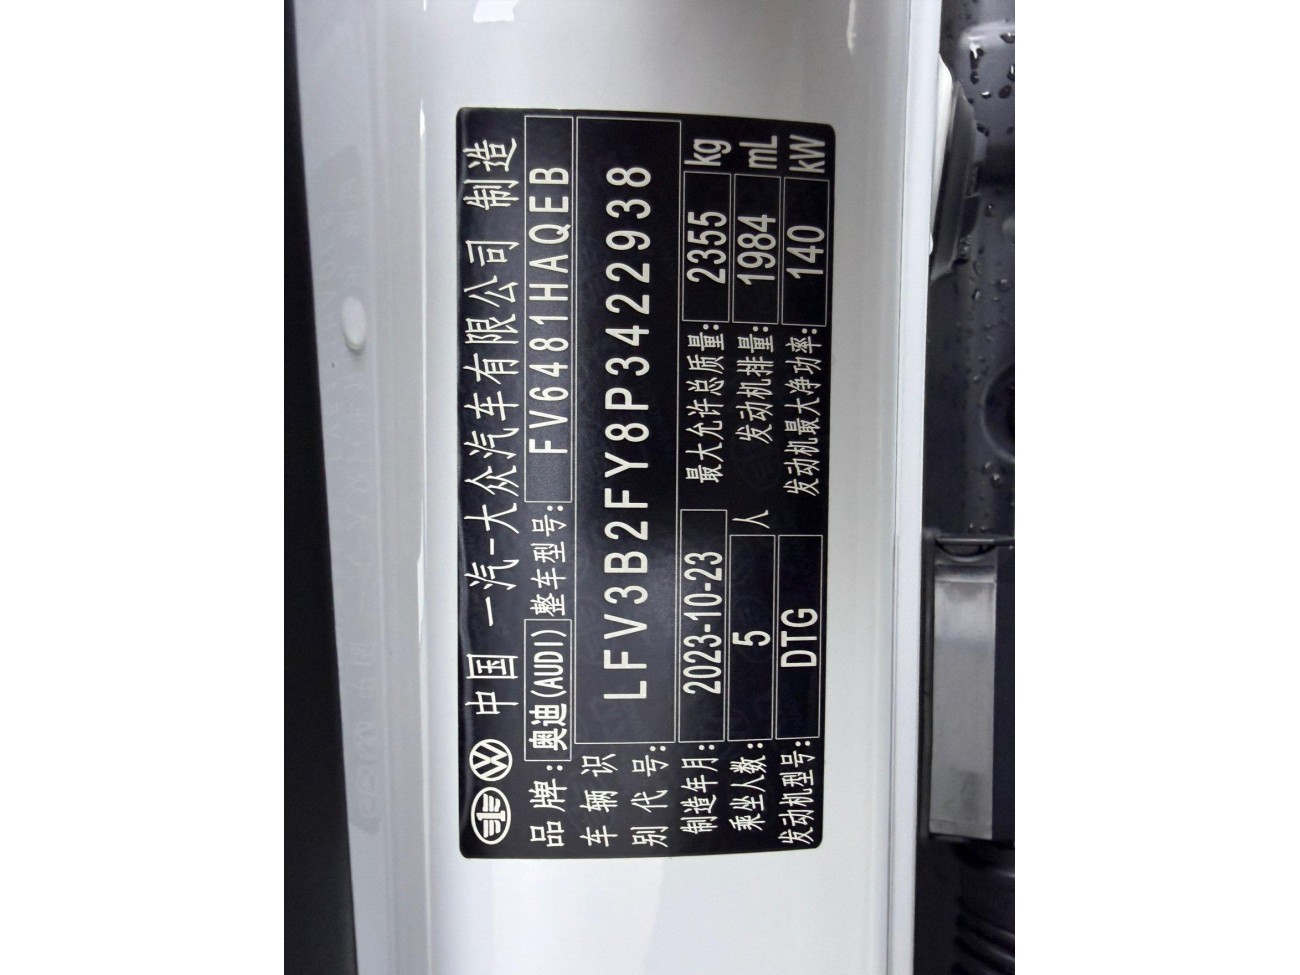 中国 一汽-大众汽车有限公司 制造
品牌: 奥迪(AUDI) 整车型号: FV6481HAQEB
车辆识别代号: LFV3B2FY8P3422938
制造年月: 2023-10-23 最大允许总质量: 2355 kg
乘坐人数: 5 人 发动机排量: 1984 mL
发动机型号: DTG 发动机最大净功率: 140 kW